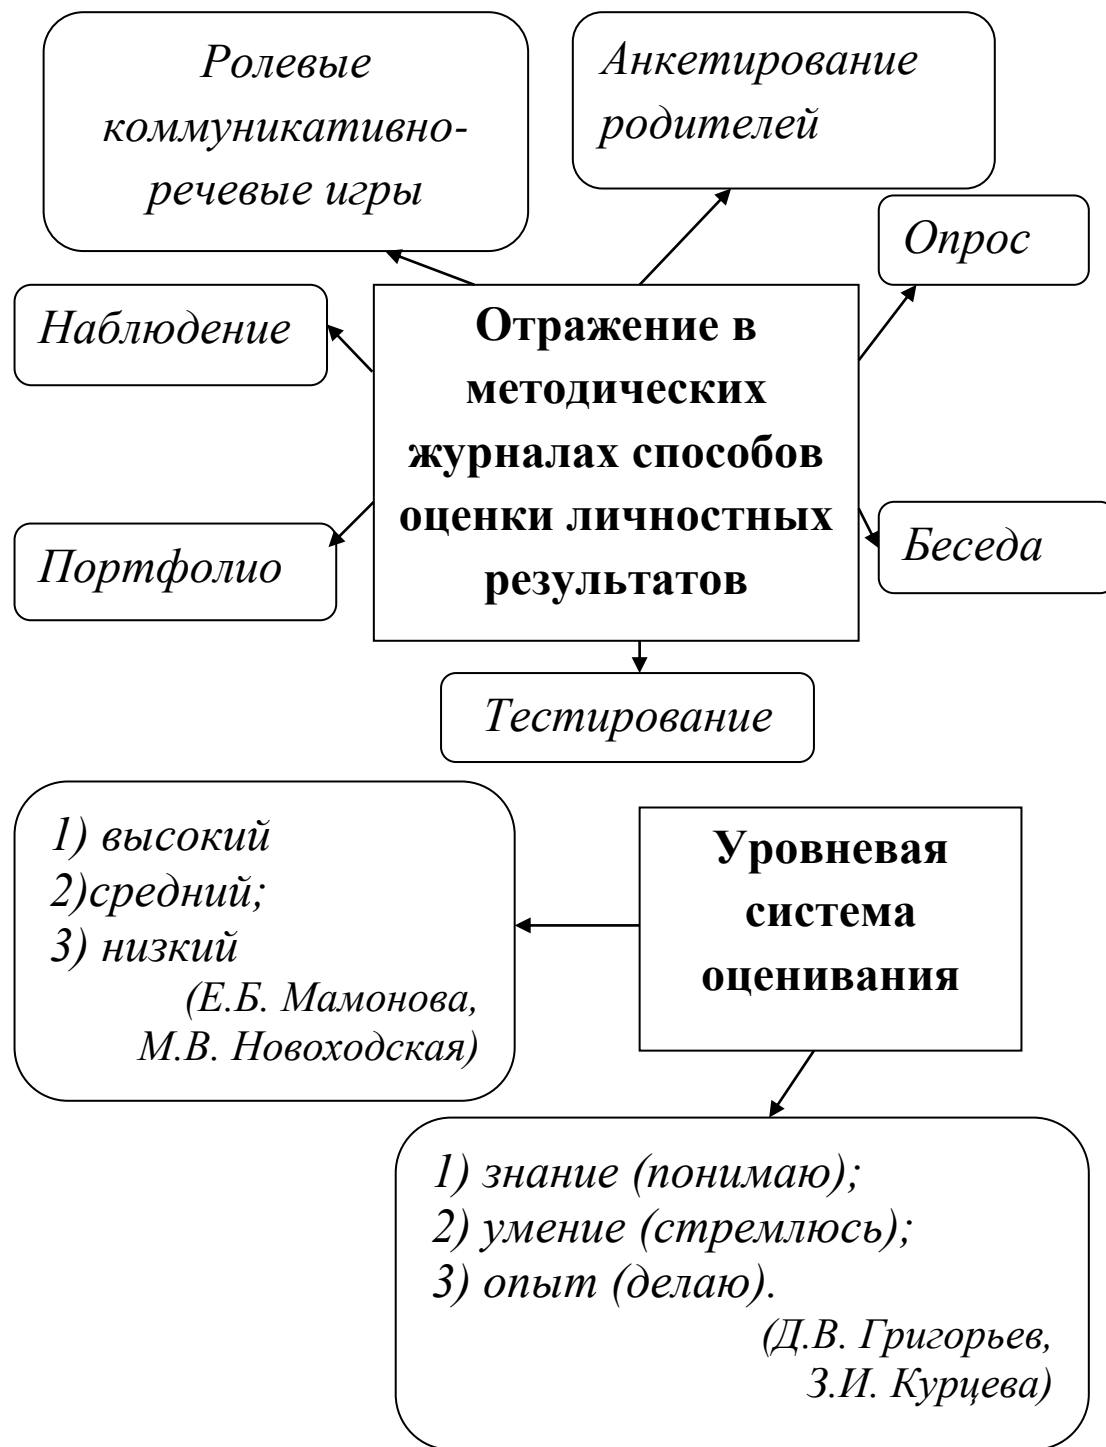 Ролевые
коммуникативно-
речевые игры
Анкетирование
родителей
Опрос
Наблюдение
Отражение в
методических
журналах способов
оценки личностных
результатов
Портфолио
Беседа
Тестирование
1) высокий
2)средний;
3) низкий
(Е.Б. Мамонова,
М.В. Новоходская)
Уровневая
система
оценивания
1) знание (понимаю);
2) умение (стремлюсь);
3) опыт (делаю).
(Д.В. Григорьев,
З.И. Курцева)